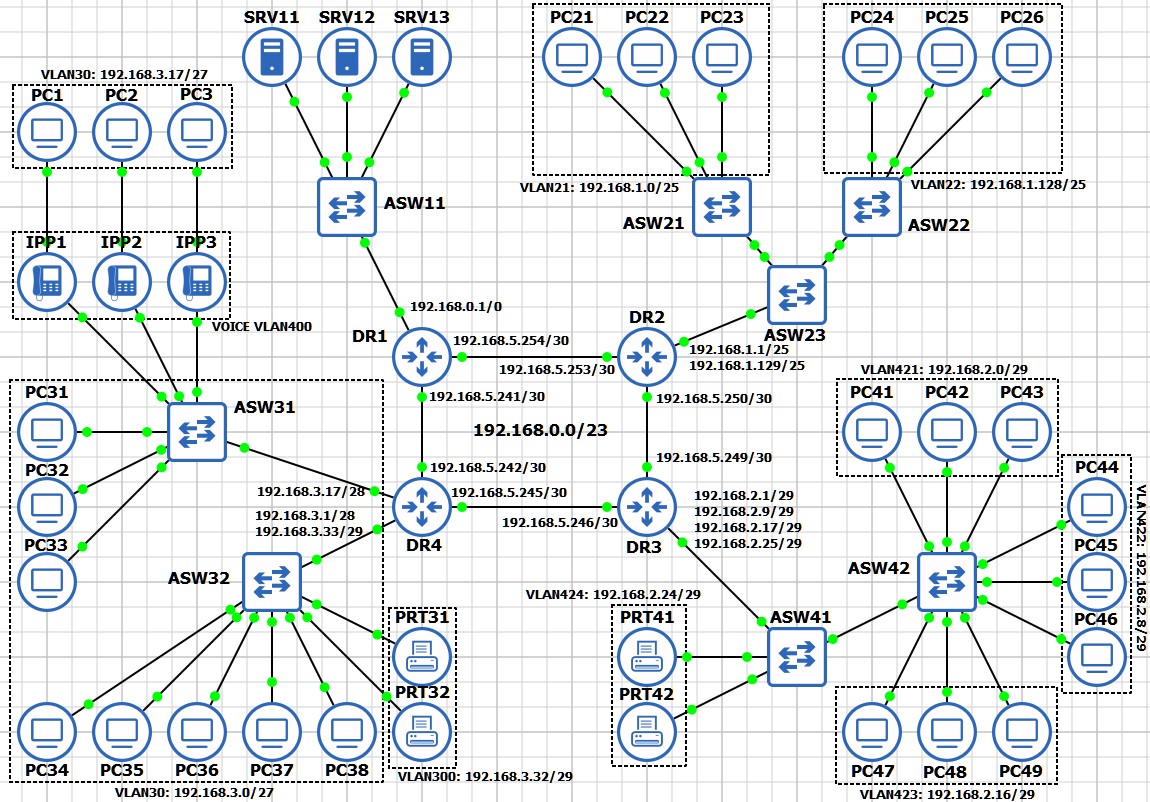 SRV11 SRV12 SRV13
PC21 PC22 PC23
PC24 PC25 PC26
VLAN30: 192.168.3.17/27
PC1 PC2 PC3
VLAN21: 192.168.1.0/25
VLAN22: 192.168.1.128/25
ASW11
ASW21
ASW22
IPP1 IPP2 IPP3
VOICE VLAN400
192.168.0.1/0
DR1
DR2
ASW23
192.168.5.254/30
192.168.5.253/30
192.168.1.1/25
192.168.1.129/25
VLAN421: 192.168.2.0/29
PC41 PC42 PC43
PC31
ASW31
192.168.5.241/30
192.168.5.250/30
192.168.0.0/23
PC32
192.168.5.242/30
192.168.5.249/30
PC44
192.168.3.17/28
192.168.5.245/30
192.168.5.246/30
192.168.2.1/29
192.168.2.9/29
192.168.2.17/29
192.168.2.25/29
192.168.3.1/28
192.168.3.33/29
PC33
DR4
DR3
PC45
VLAN422: 192.168.2.8/29
ASW32
ASW42
VLAN424: 192.168.2.24/29
PRT31
PRT41
ASW41
PC46
PRT32
PRT42
PC34 PC35 PC36 PC37 PC38
PC47 PC48 PC49
VLAN300: 192.168.3.32/29
VLAN30: 192.168.3.0/27
VLAN423: 192.168.2.16/29